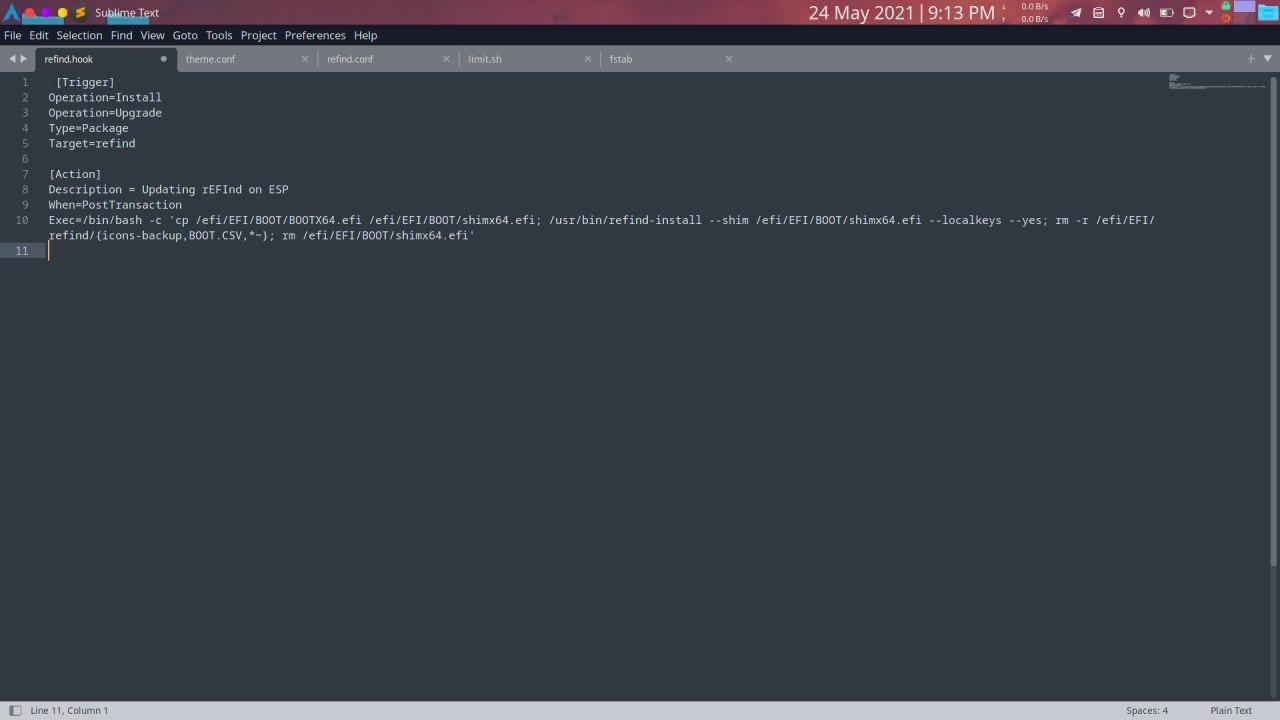 Sublime Text
24 May 2021 | 9:13 PM
0.0 B/s
0.0 B/s
File Edit Selection Find View Goto Tools Project Preferences Help
refind.hook theme.conf refind.conf limit.sh fstab
1 [Trigger]
2 Operation=Install
3 Operation=Upgrade
4 Type=Package
5 Target=refind
6
7 [Action]
8 Description = Updating rEFInd on ESP
9 When=PostTransaction
10 Exec=/bin/bash -c 'cp /efi/EFI/BOOT/BOOTX64.efi /efi/EFI/BOOT/shimx64.efi; /usr/bin/refind-install --shim /efi/EFI/BOOT/shimx64.efi --localkeys --yes; rm -r /efi/EFI/
refind/{icons-backup,BOOT.CSV,*~}; rm /efi/EFI/BOOT/shimx64.efi'
11
Line 11, Column 1
Spaces: 4
Plain Text